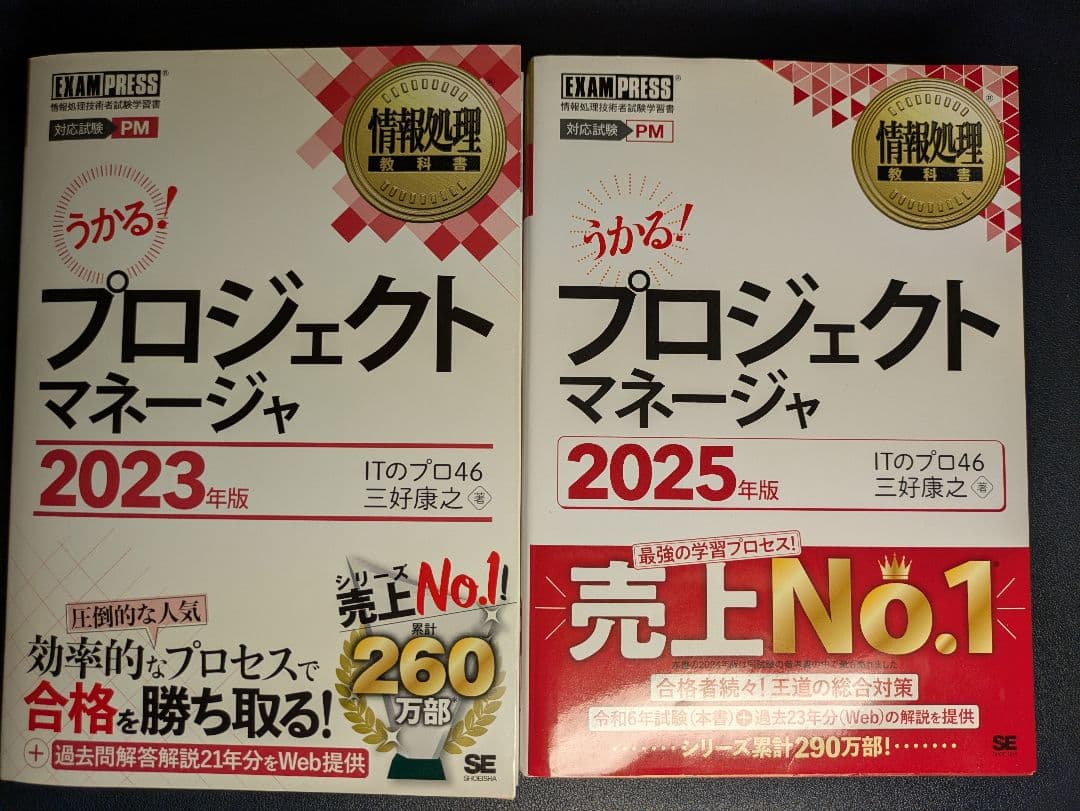 EXAMPRESS®
情報処理技術者試験学習書
対応試験 PM
情報処理
教科書
®
うかる!
プロジェクト
マネージャ
2023年版
ITのプロ46
三好康之 著
圧倒的な人気
効率的なプロセスで
合格を勝ち取る!
+ 過去問解答解説21年分をWeb提供
シリーズ
売上No.1!
累計
260
万部*
SE
SHOEISHA
EXAMPRESS®
情報処理技術者試験学習書
対応試験 PM
情報処理
教科書
®
うかる!
プロジェクト
マネージャ
2025年版
ITのプロ46
三好康之 著
最強の学習プロセス!
売上No.1
合格者続々!王道の総合対策
令和6年試験(本書)+過去23年分(Web)の解説を提供
シリーズ累計290万部!
SE
SHOEISHA